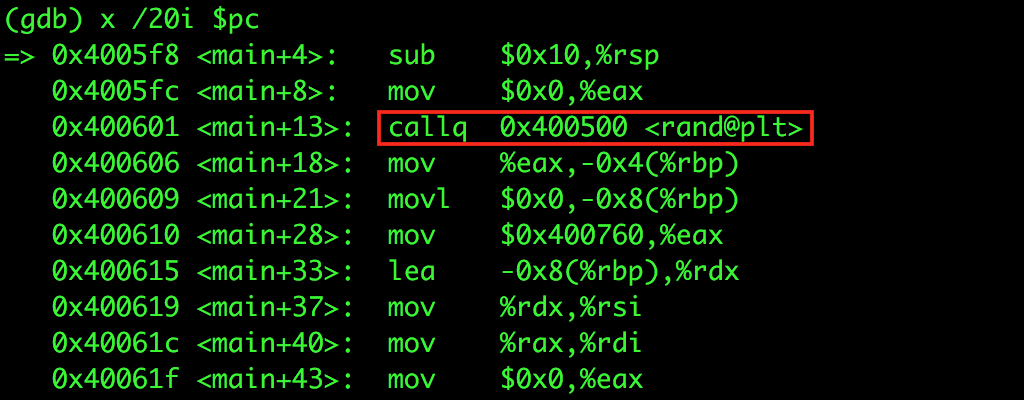 (gdb) x /20i $pc
=> 0x4005f8 <main+4>: sub $0x10,%rsp
0x4005fc <main+8>: mov $0x0,%eax
0x400601 <main+13>: callq 0x400500 <rand@plt>
0x400606 <main+18>: mov %eax,-0x4(%rbp)
0x400609 <main+21>: movl $0x0,-0x8(%rbp)
0x400610 <main+28>: mov $0x400760,%eax
0x400615 <main+33>: lea -0x8(%rbp),%rdx
0x400619 <main+37>: mov %rdx,%rsi
0x40061c <main+40>: mov %rax,%rdi
0x40061f <main+43>: mov $0x0,%eax